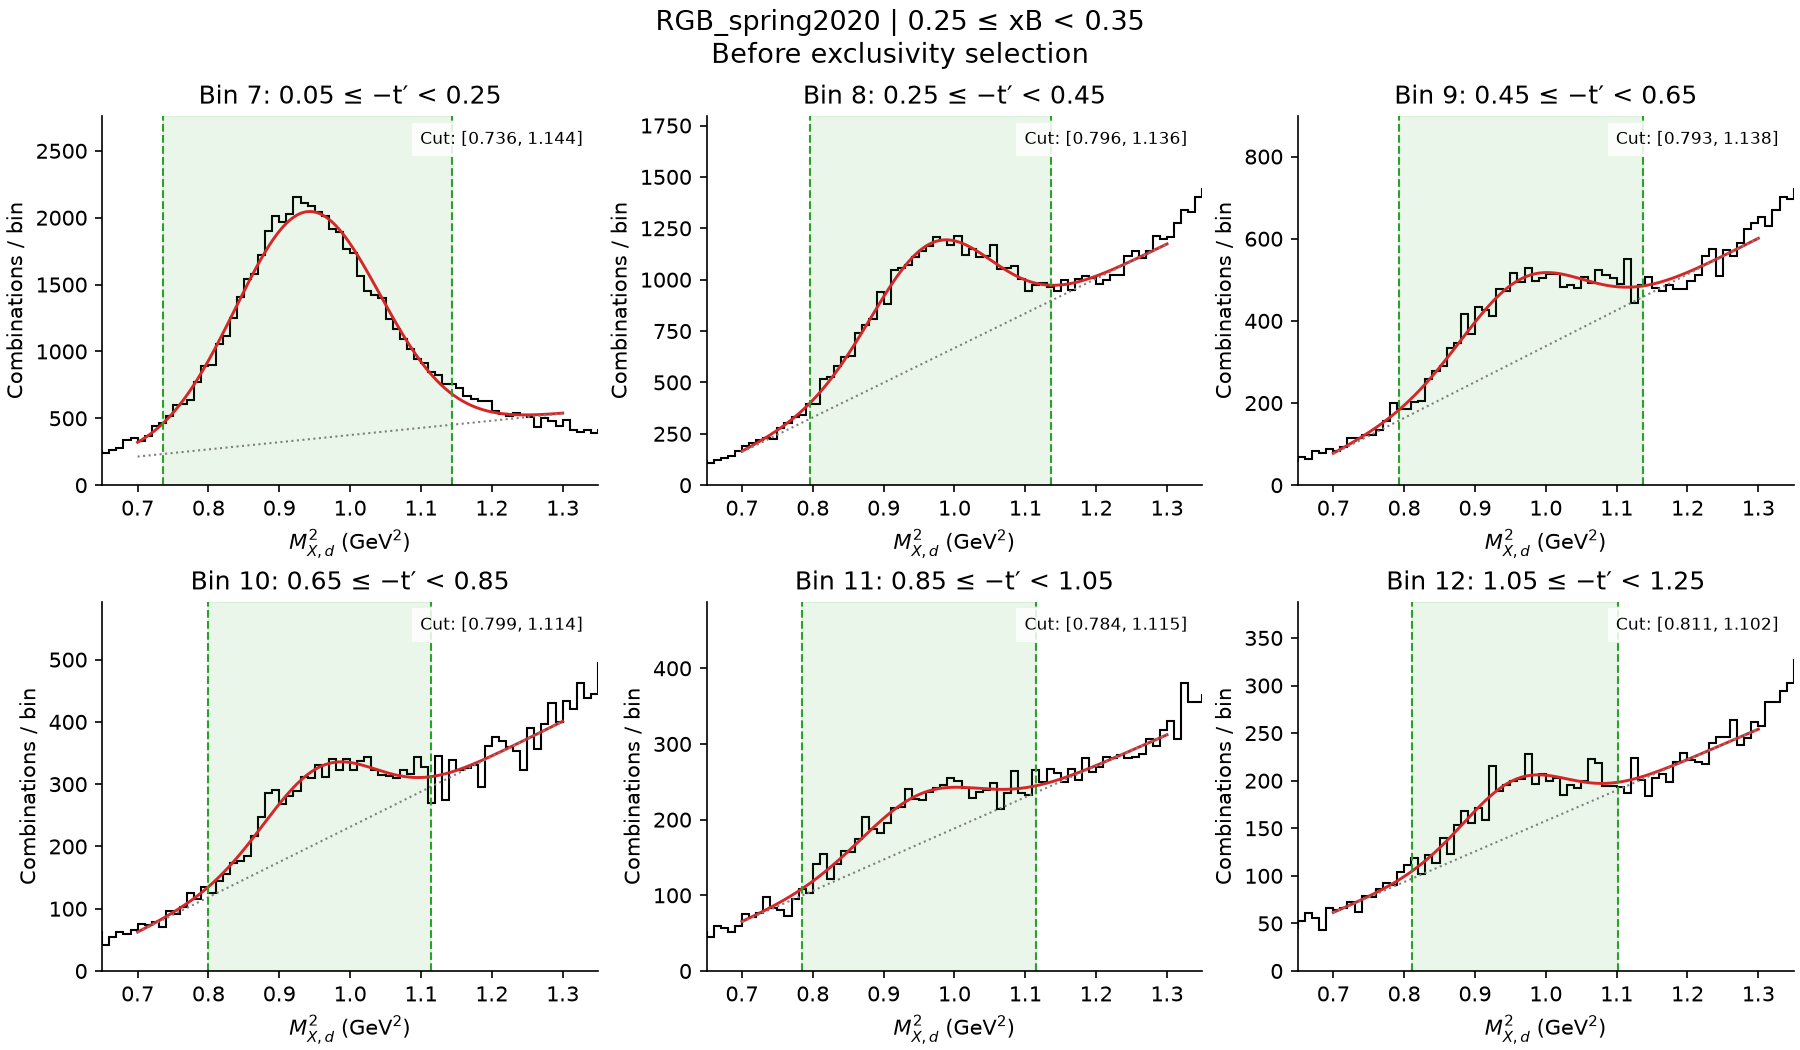 RGB_spring2020 | 0.25 ≤ xB < 0.35
Before exclusivity selection
Bin 7: 0.05 ≤ −t′ < 0.25
Cut: [0.736, 1.144]
Combinations / bin
2500
2000
1500
1000
500
0
0.7 0.8 0.9 1.0 1.1 1.2 1.3
M²X, d (GeV²)
Bin 8: 0.25 ≤ −t′ < 0.45
Cut: [0.796, 1.136]
Combinations / bin
1750
1500
1250
1000
750
500
250
0
0.7 0.8 0.9 1.0 1.1 1.2 1.3
M²X, d (GeV²)
Bin 9: 0.45 ≤ −t′ < 0.65
Cut: [0.793, 1.138]
Combinations / bin
800
600
400
200
0
0.7 0.8 0.9 1.0 1.1 1.2 1.3
M²X, d (GeV²)
Bin 10: 0.65 ≤ −t′ < 0.85
Cut: [0.799, 1.114]
Combinations / bin
500
400
300
200
100
0
0.7 0.8 0.9 1.0 1.1 1.2 1.3
M²X, d (GeV²)
Bin 11: 0.85 ≤ −t′ < 1.05
Cut: [0.784, 1.115]
Combinations / bin
400
300
200
100
0
0.7 0.8 0.9 1.0 1.1 1.2 1.3
M²X, d (GeV²)
Bin 12: 1.05 ≤ −t′ < 1.25
Cut: [0.811, 1.102]
Combinations / bin
350
300
250
200
150
100
50
0
0.7 0.8 0.9 1.0 1.1 1.2 1.3
M²X, d (GeV²)